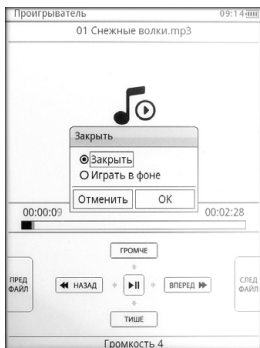 Проигрыватель 09:14
01 Снежные волки.mp3
Закрыть
Закрыть
Играть в фоне
Отменить OK
00:00:09 00:02:28
ГРОМЧЕ
ПРЕД ФАЙЛ
НАЗАД
ВПЕРЕД
СЛЕД ФАЙЛ
ТИШЕ
Громкость 4